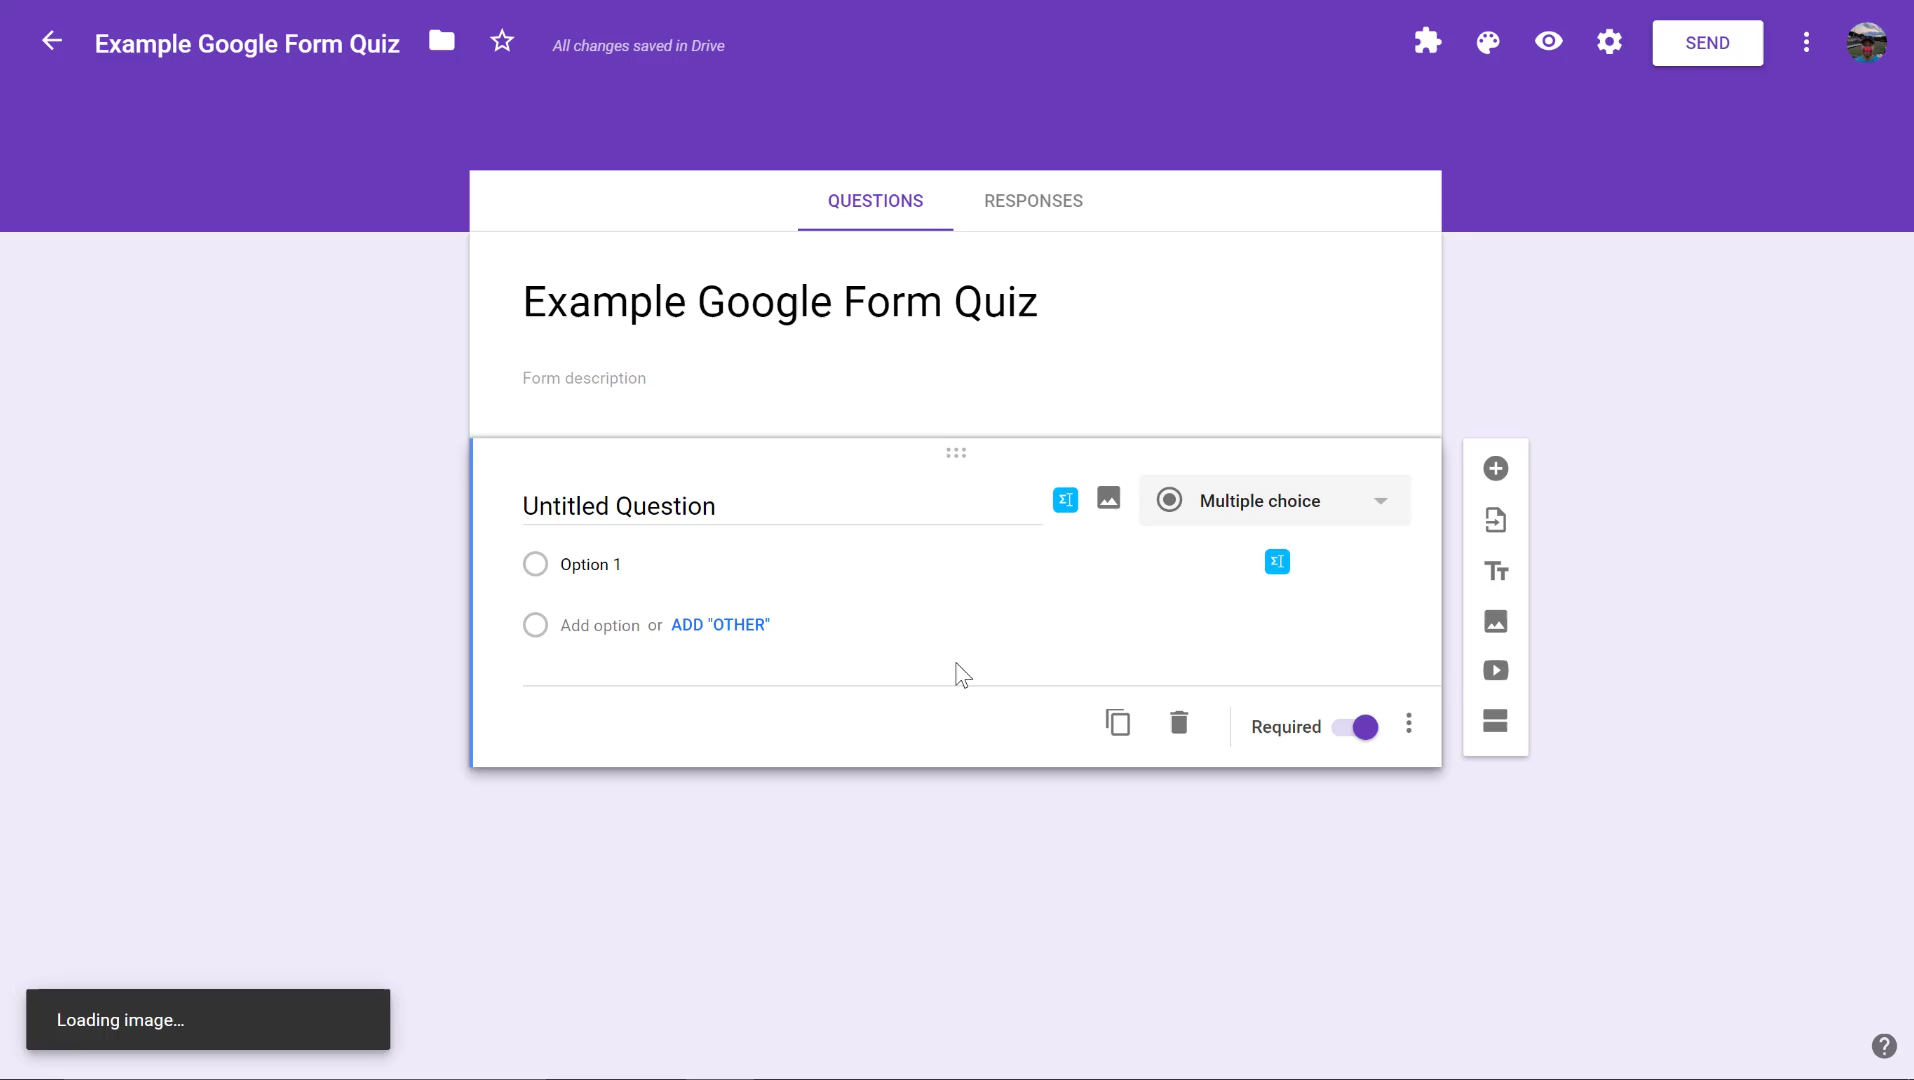 Example Google Form Quiz
All changes saved in Drive
SEND
QUESTIONS
RESPONSES
Example Google Form Quiz
Form description
Untitled Question
Σ
Multiple choice
Option 1
Σ
Add option or ADD "OTHER"
Required
Tт
Loading image...
?